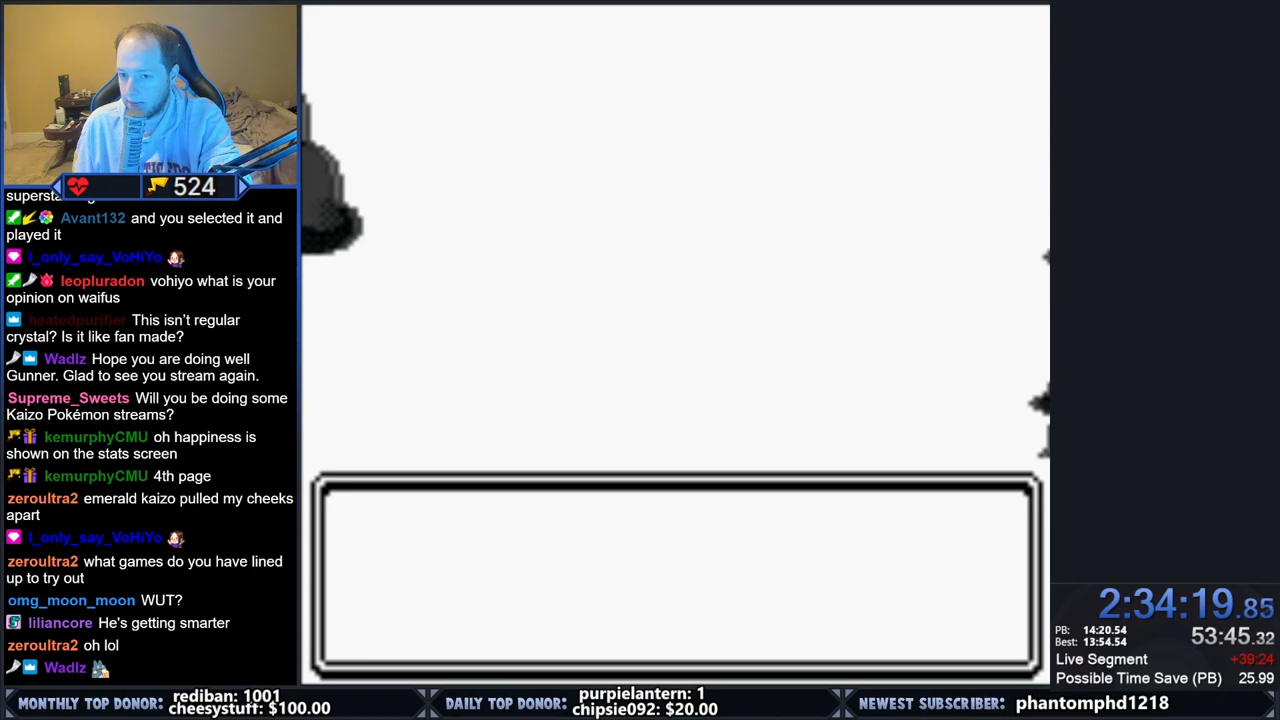 524
Avant132 and you selected it and
played it
I_only_say_VoHiYo
leopluradon vohiyo what is your
opinion on waifus
heatedpurifier This isn't regular
crystal? Is it like fan made?
Wadlz Hope you are doing well
Gunner. Glad to see you stream again.
Supreme_Sweets Will you be doing some
Kaizo Pokémon streams?
kemurphyCMU oh happiness is
shown on the stats screen
kemurphyCMU 4th page
zeroultra2 emerald kaizo pulled my cheeks
apart
I_only_say_VoHiYo
zeroultra2 what games do you have lined
up to try out
omg_moon_moon WUT?
liliancore He's getting smarter
zeroultra2 oh lol
Wadlz
2:34:19.85
PB: 14:20.54
Best: 13:54.54
53:45.32
Live Segment +39:24
Possible Time Save (PB) 25.99
MONTHLY TOP DONOR: rediban: 1001
cheesystuff: $100.00
DAILY TOP DONOR: purpielantern: 1
chipsie092: $20.00
NEWEST SUBSCRIBER: phantomphd1218